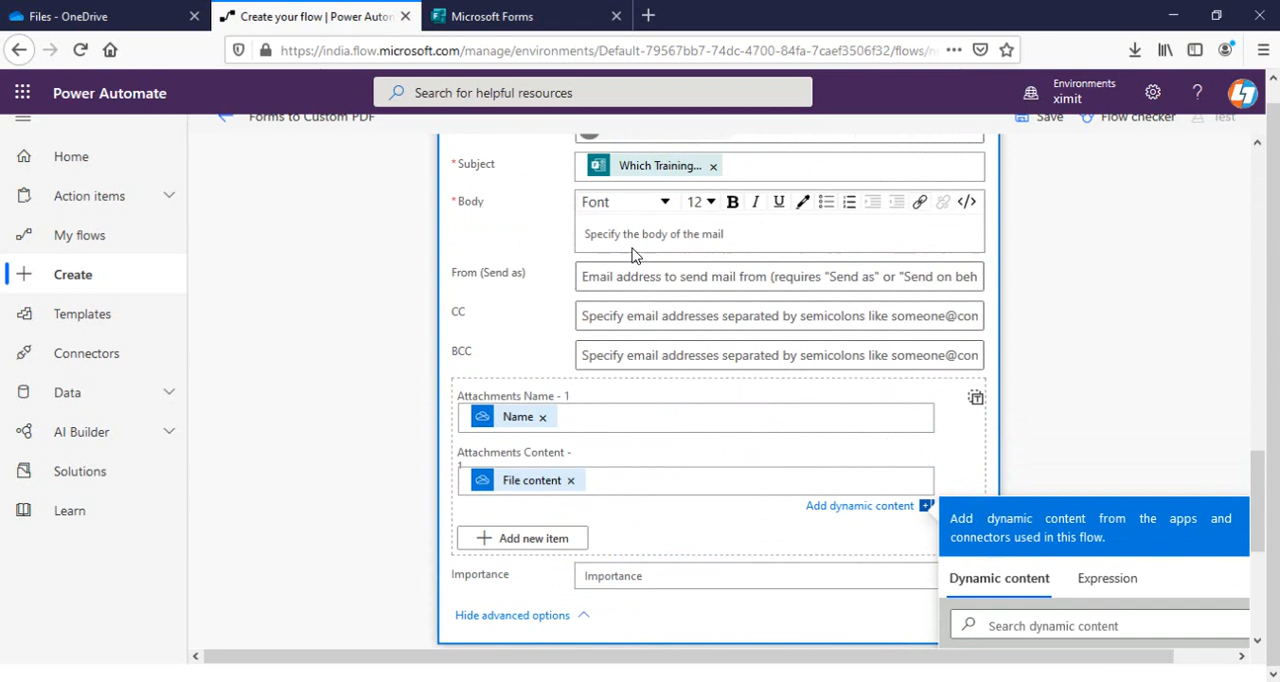 Files - OneDrive
Create your flow | Power Auton
Microsoft Forms
https://india.flow.microsoft.com/manage/environments/Default-79567bb7-74dc-4700-84fa-7caef3506f32/flows/n
Power Automate
Search for helpful resources
Environments
ximit
Forms to Custom PDF
Save
Flow checker
Test
Home
Action items
My flows
Create
Templates
Connectors
Data
AI Builder
Solutions
Learn
*Subject
Which Training... ×
*Body
Font
12
B I U </>
Specify the body of the mail
From (Send as)
Email address to send mail from (requires "Send as" or "Send on beh
CC
Specify email addresses separated by semicolons like someone@con
BCC
Specify email addresses separated by semicolons like someone@con
Attachments Name - 1
Name ×
Attachments Content -
1
File content ×
Add dynamic content
Add new item
Importance
Importance
Hide advanced options
Add dynamic content from the apps and
connectors used in this flow.
Dynamic content
Expression
Search dynamic content